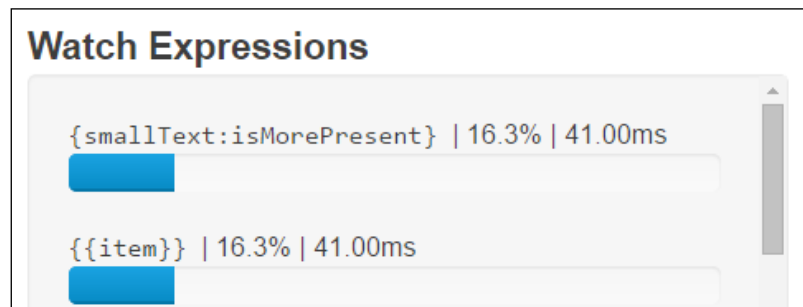 Watch Expressions
{smallText:isMorePresent} | 16.3% | 41.00ms
{{item}} | 16.3% | 41.00ms